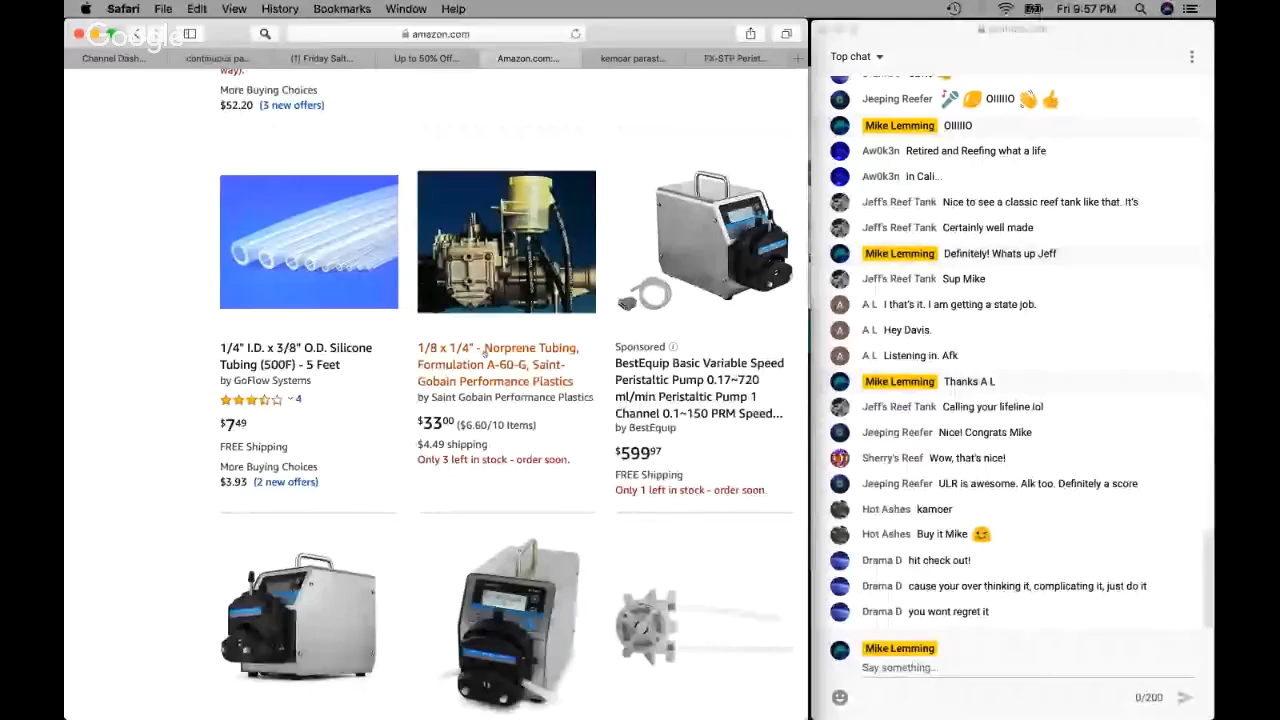 Safari File Edit View History Bookmarks Window Help
Fri 9:57 PM
Google
amazon.com
Channel Dash...
continuous pa...
(1) Friday Salt...
Up to 50% Off...
Amazon.com:...
kemoar parast...
FX-STP Perist...
way).
More Buying Choices
$52.20 (3 new offers)
1/4" I.D. x 3/8" O.D. Silicone
Tubing (500F) - 5 Feet
by GoFlow Systems
4
$7.49
FREE Shipping
More Buying Choices
$3.93 (2 new offers)
1/8 x 1/4" - Norprene Tubing,
Formulation A-60-G, Saint-
Gobain Performance Plastics
by Saint Gobain Performance Plastics
$33.00 ($6.60/10 Items)
$4.49 shipping
Only 3 left in stock - order soon.
Sponsored
BestEquip Basic Variable Speed
Peristaltic Pump 0.17~720
ml/min Peristaltic Pump 1
Channel 0.1~150 PRM Speed...
by BestEquip
$599.97
FREE Shipping
Only 1 left in stock - order soon.
Top chat
Jeeping Reefer OIIIIIO
Mike Lemming OIIIIIO
Aw0k3n Retired and Reefing what a life
Aw0k3n in Cali...
Jeff's Reef Tank Nice to see a classic reef tank like that. It's
Jeff's Reef Tank Certainly well made
Mike Lemming Definitely! Whats up Jeff
Jeff's Reef Tank Sup Mike
A L I that's it. I am getting a state job.
A L Hey Davis.
A L Listening in. Afk
Mike Lemming Thanks A L
Jeff's Reef Tank Calling your lifeline lol
Jeeping Reefer Nice! Congrats Mike
Sherry's Reef Wow, that's nice!
Jeeping Reefer ULR is awesome. Alk too. Definitely a score
Hot Ashes kamoer
Hot Ashes Buy it Mike
Drama D hit check out!
Drama D cause your over thinking it, complicating it, just do it
Drama D you wont regret it
Mike Lemming
Say something...
0/200